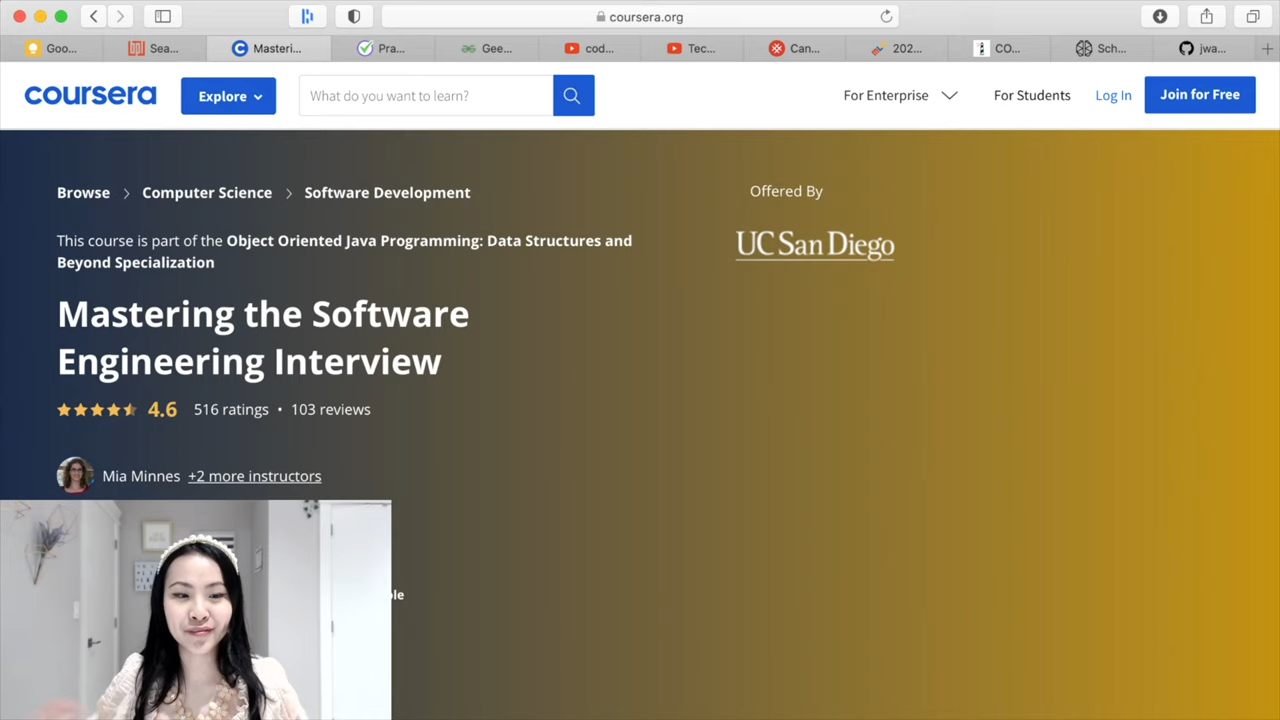 coursera.org
Goo...
Sea...
Masteri...
Pra...
Gee...
cod...
Tec...
Can...
202...
CO...
Sch...
jwa...
coursera
Explore
What do you want to learn?
For Enterprise
For Students
Log In
Join for Free
Browse > Computer Science > Software Development
Offered By
This course is part of the Object Oriented Java Programming: Data Structures and
Beyond Specialization
UC San Diego
Mastering the Software
Engineering Interview
4.6 516 ratings • 103 reviews
Mia Minnes +2 more instructors